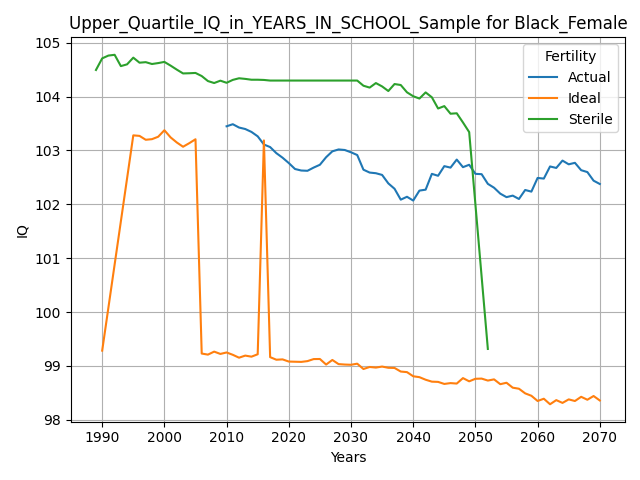 Upper_Quartile_IQ_in_YEARS_IN_SCHOOL_Sample for Black_Female
Fertility
Actual
Ideal
Sterile
IQ
105
104
103
102
101
100
99
98
1990 2000 2010 2020 2030 2040 2050 2060 2070
Years